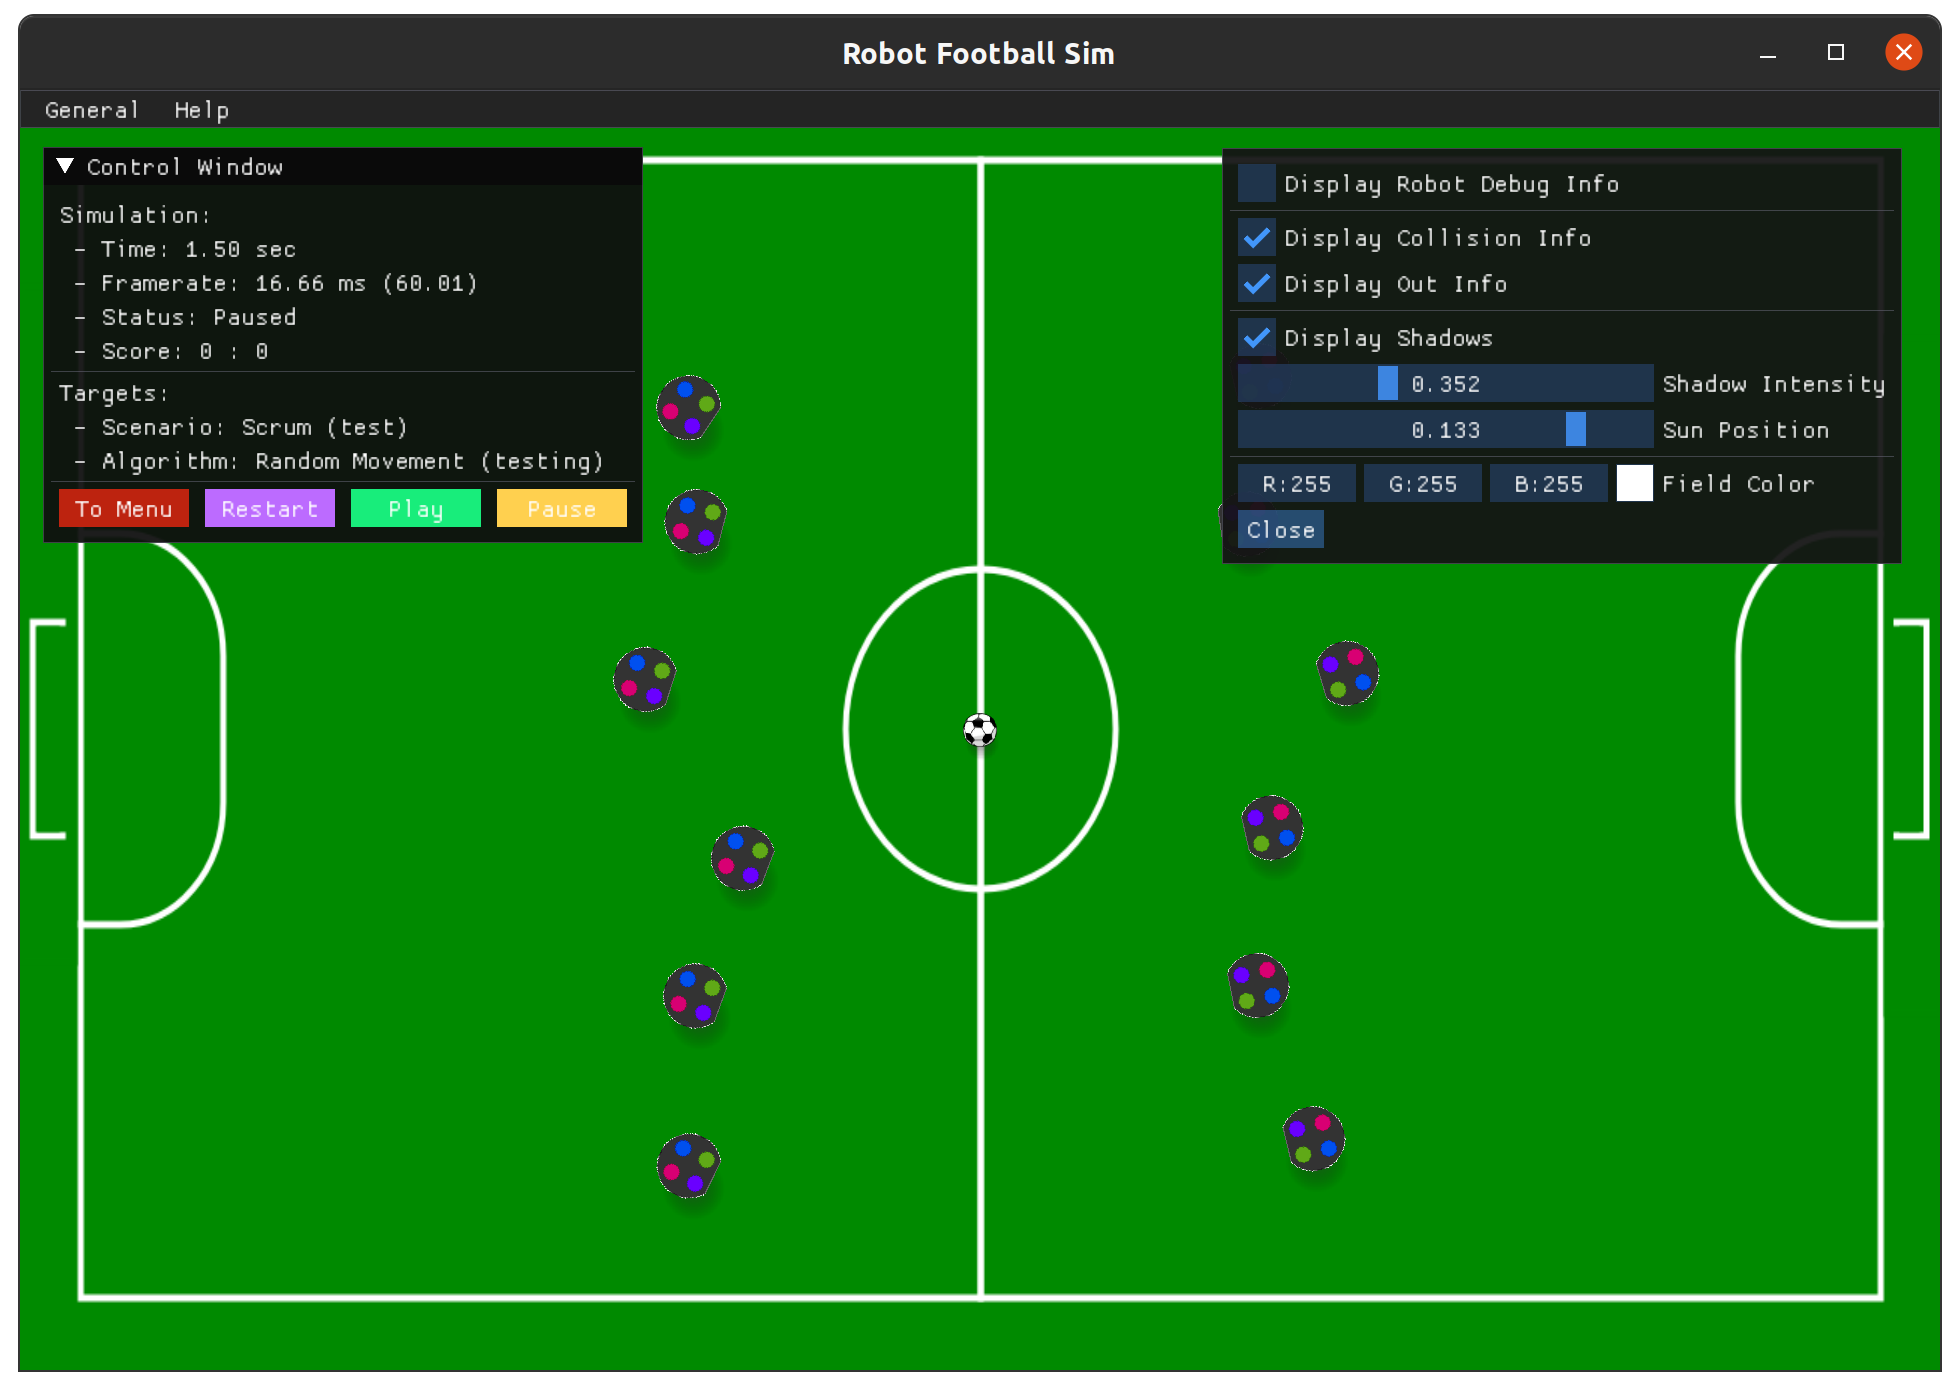 Robot Football Sim
General Help
Control Window
Simulation:
- Time: 1.50 sec
- Framerate: 16.66 ms (60.01)
- Status: Paused
- Score: 0 : 0
Targets:
- Scenario: Scrum (test)
- Algorithm: Random Movement (testing)
To Menu Restart Play Pause
Display Robot Debug Info
Display Collision Info
Display Out Info
Display Shadows
0.352 Shadow Intensity
0.133 Sun Position
R:255 G:255 B:255 Field Color
Close